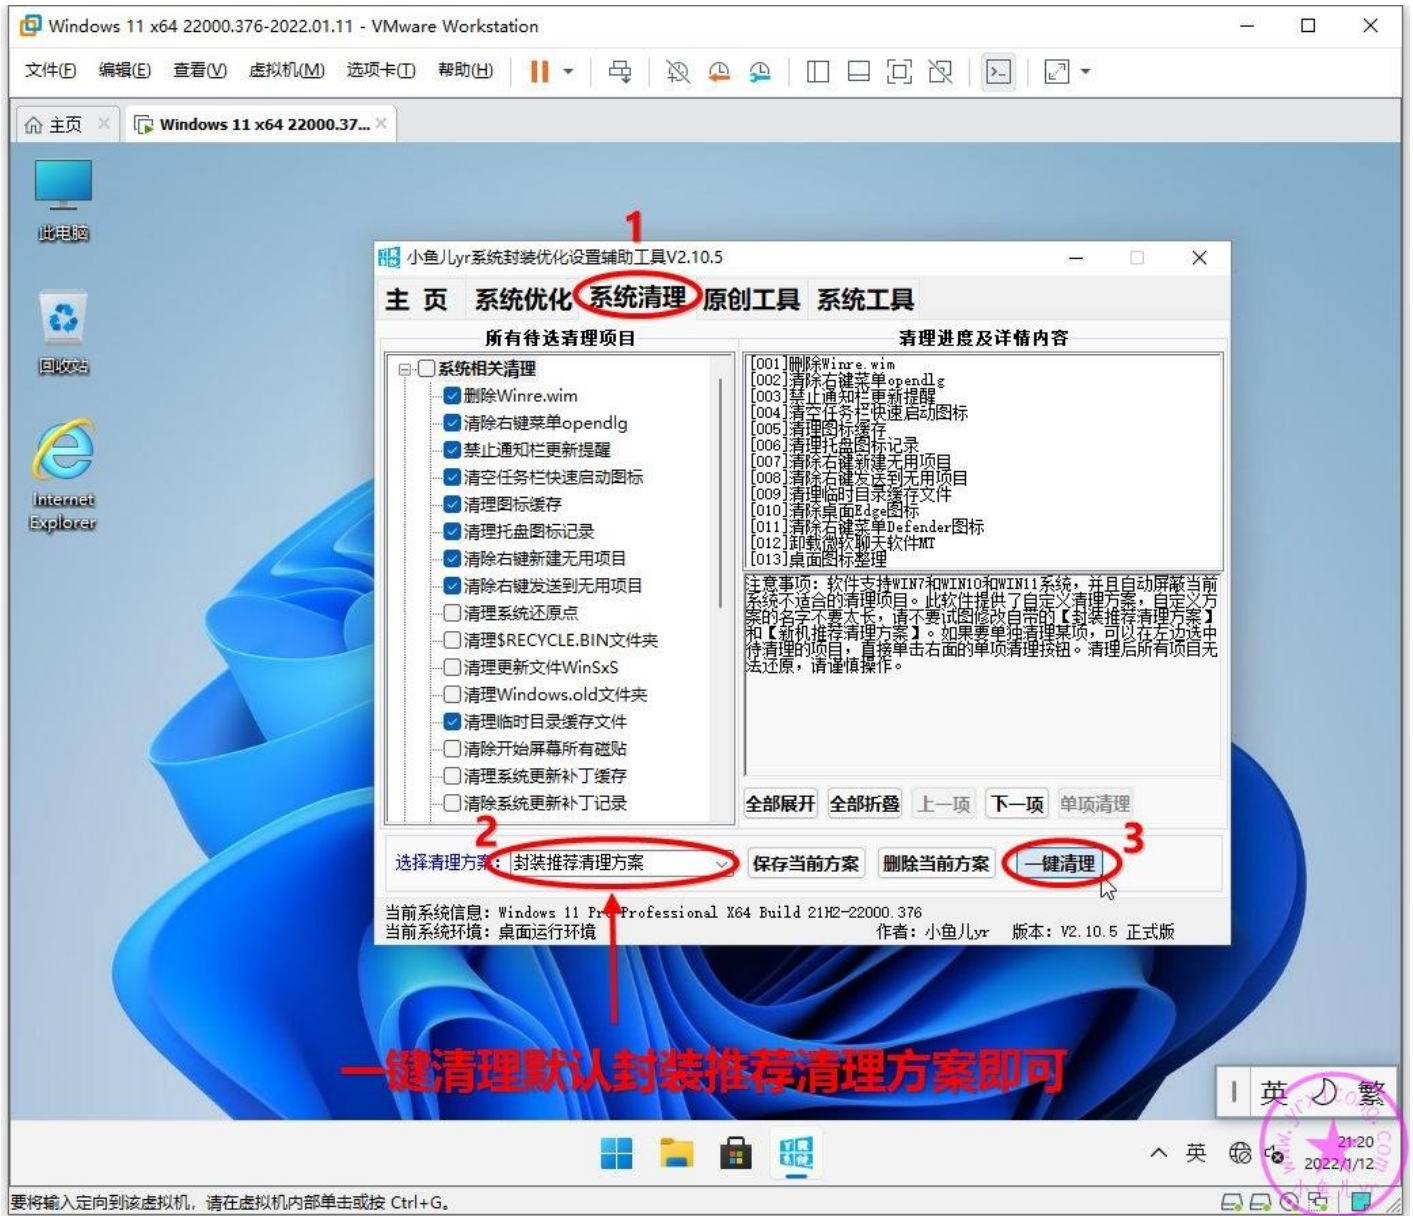 Windows 11 x64 22000.376-2022.01.11 - VMware Workstation
文件(F) 编辑(E) 查看(V) 虚拟机(M) 选项卡(T) 帮助(H)
主页 Windows 11 x64 22000.37...
此电脑
回收站
Internet
Explorer
1
小鱼儿yr系统封装优化设置辅助工具V2.10.5
主 页 系统优化 系统清理 原创工具 系统工具
所有待选清理项目
系统相关清理
删除Winre.wim
清除右键菜单opendlg
禁止通知栏更新提醒
清空任务栏快速启动图标
清理图标缓存
清理托盘图标记录
清除右键新建无用项目
清除右键发送到无用项目
清理系统还原点
清理$RECYCLE.BIN文件夹
清理更新文件WinSxS
清理Windows.old文件夹
清理临时目录缓存文件
清除开始屏幕所有磁贴
清理系统更新补丁缓存
清除系统更新补丁记录
清理进度及详情内容
[001]删除Winre.wim
[002]清除右键菜单opendlg
[003]禁止通知栏更新提醒
[004]清空任务栏快速启动图标
[005]清理图标缓存
[006]清理托盘图标记录
[007]清除右键新建无用项目
[008]清除右键发送到无用项目
[009]清理临时目录缓存文件
[010]清除桌面Edge图标
[011]清除右键菜单Defender图标
[012]卸载微软聊天软件MT
[013]桌面图标整理
注意事项：软件支持WIN7和WIN10和WIN11系统，并且自动屏蔽当前
系统不适合的清理项目。此软件提供了自定义清理方案，自定义方
案的名字不要太长，请不要试图修改自带的【封装推荐清理方案】
和【新机推荐清理方案】。如果要单独清理某项，可以在左边选中
待清理的项目，直接单击右面的单项清理按钮。清理后所有项目无
法还原，请谨慎操作。
全部展开 全部折叠 上一项 下一项 单项清理
2
3
选择清理方案： 封装推荐清理方案 保存当前方案 删除当前方案 一键清理
当前系统信息：Windows 11 Pro Professional X64 Build 21H2-22000.376
当前系统环境：桌面运行环境 作者：小鱼儿yr 版本：V2.10.5 正式版
一键清理默认封装推荐清理方案即可
英 繁
英
21:20
2022/1/12
www.yrxitong.com
小鱼儿yr
要将输入定向到该虚拟机，请在虚拟机内部单击或按 Ctrl+G。